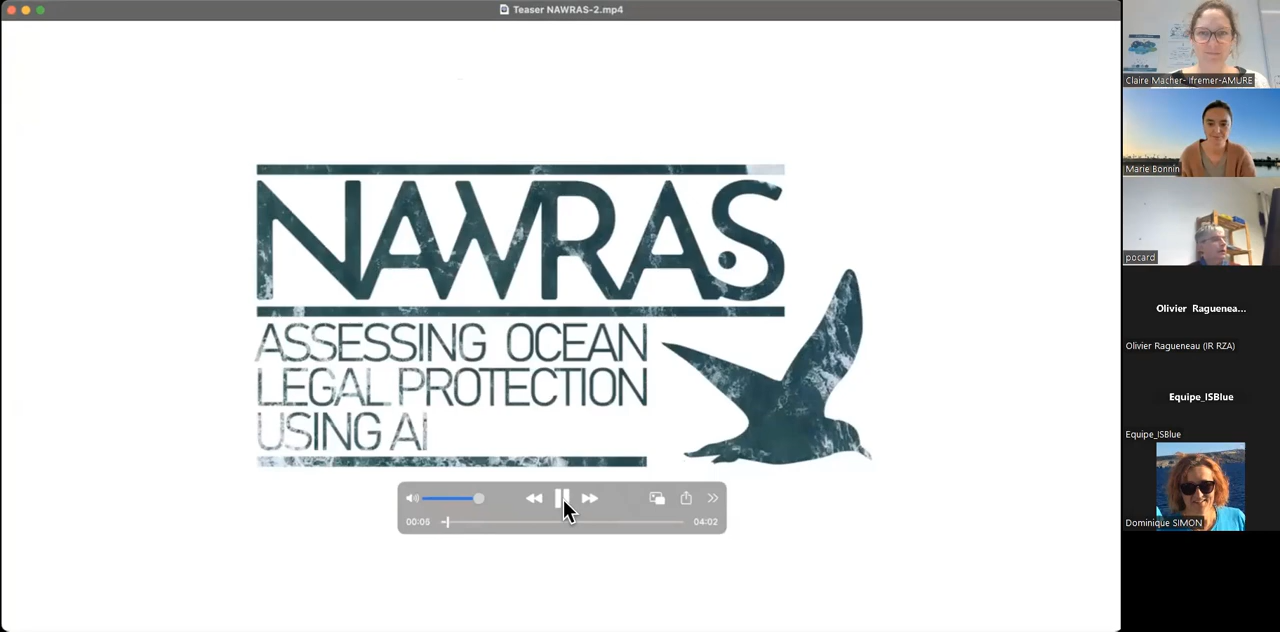 Teaser NAWRAS-2.mp4
NAWRAS
ASSESSING OCEAN
LEGAL PROTECTION
USING AI
00:05
04:02
Claire Macher- Ifremer-AMURE
Marie Bonnin
pocard
Olivier Raguenea...
Olivier Ragueneau (IR RZA)
Equipe_ISBlue
Equipe_ISBlue
Dominique SIMON